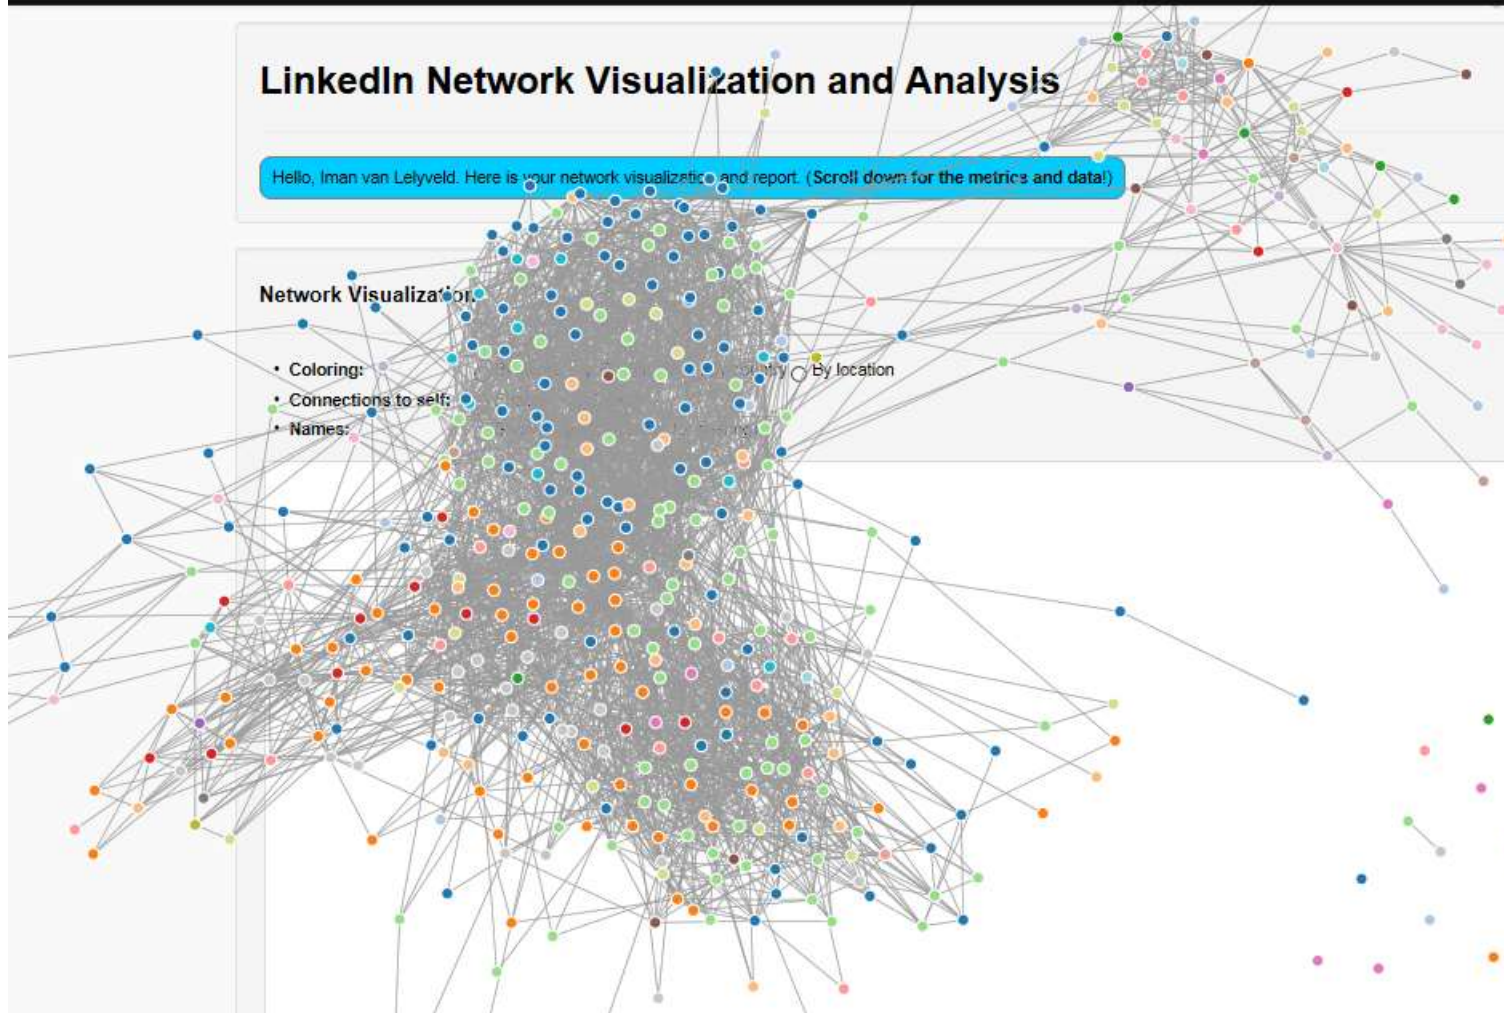 LinkedIn Network Visualization and Analysis
Hello, Iman van Lelyveld. Here is your network visualization and report. (Scroll down for the metrics and data!)
Network Visualization
• Coloring:
By location
• Connections to self:
• Names: